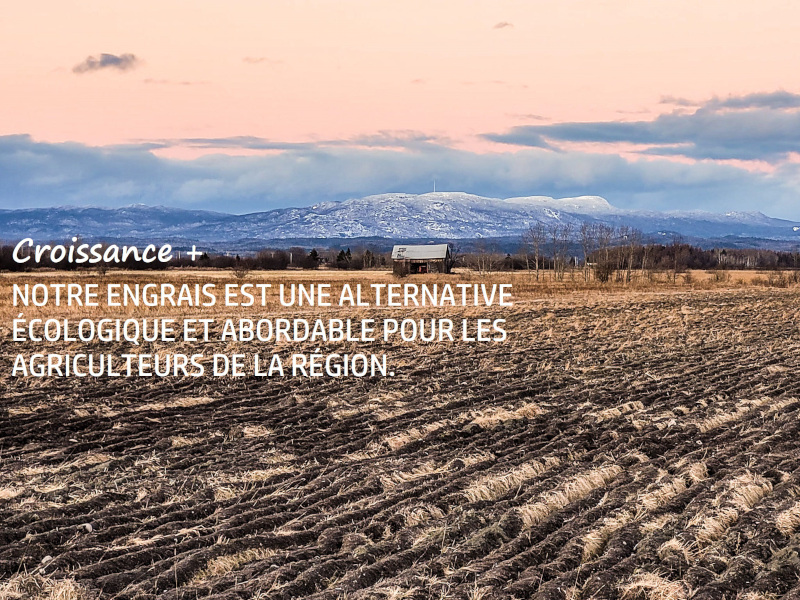 Croissance +
NOTRE ENGRAIS EST UNE ALTERNATIVE
ÉCOLOGIQUE ET ABORDABLE POUR LES
AGRICULTEURS DE LA RÉGION.